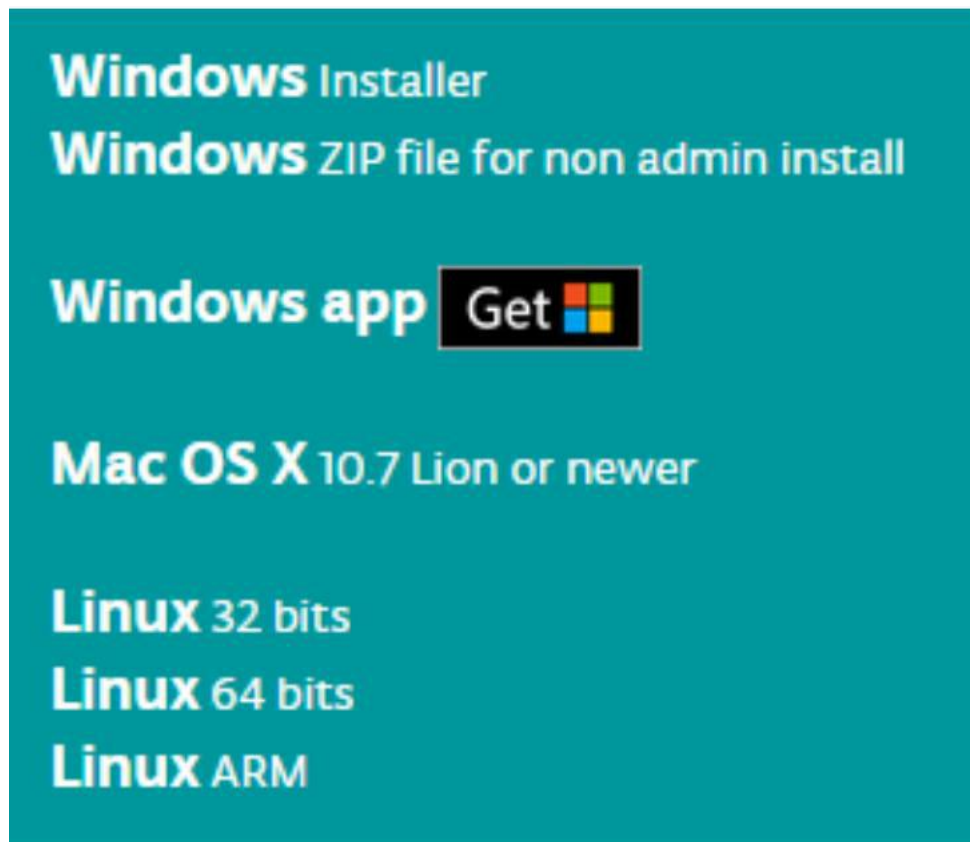 Windows Installer
Windows ZIP file for non admin install
Windows app Get
Mac OS X 10.7 Lion or newer
Linux 32 bits
Linux 64 bits
Linux ARM